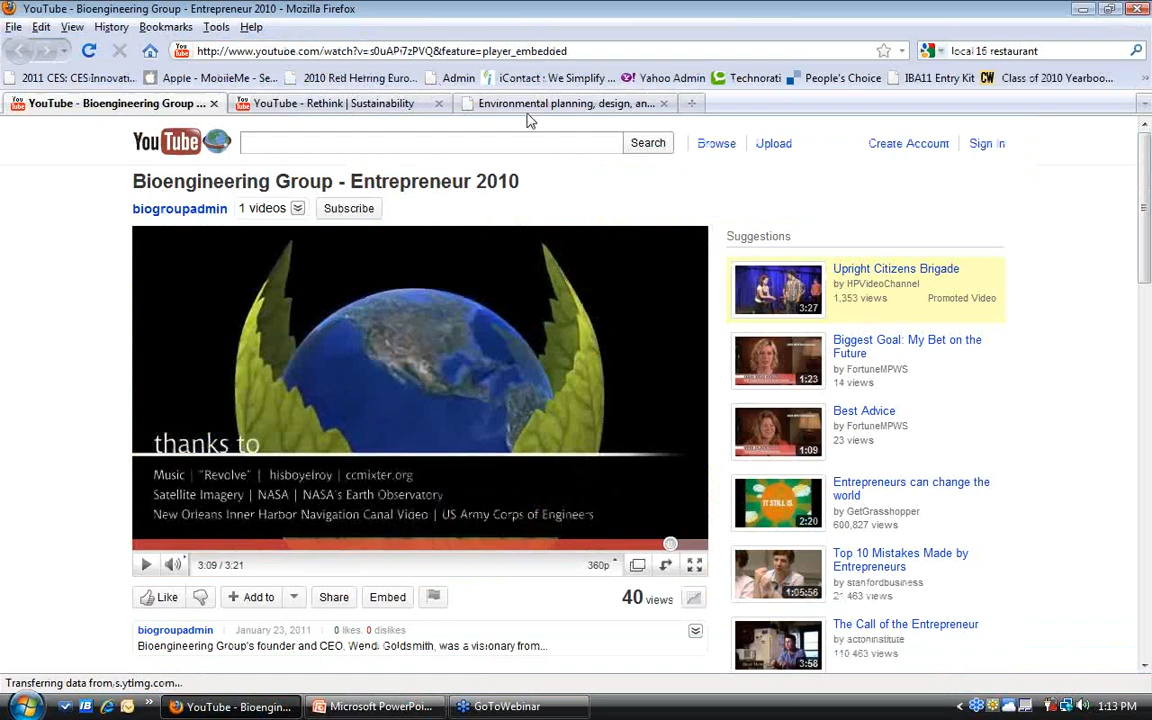 YouTube - Bioengineering Group - Entrepreneur 2010 - Mozilla Firefox
File Edit View History Bookmarks Tools Help
http://www.youtube.com/watch?v=s0uAPi7zPVQ&feature=player_embedded
local 16 restaurant
2011 CES: CES Innovati... Apple - MobileMe - Se... 2010 Red Herring Euro... Admin iContact : We Simplify ... Yahoo Admin Technorati People's Choice IBA11 Entry Kit Class of 2010 Yearboo...
YouTube - Bioengineering Group ... YouTube - Rethink | Sustainability Environmental planning, design, an...
YouTube Search Browse Upload Create Account Sign In
Bioengineering Group - Entrepreneur 2010
biogroupadmin 1 videos Subscribe
thanks to
Music | "Revolve" | hisboyelroy | ccmixter.org
Satellite Imagery | NASA | NASA's Earth Observatory
New Orleans Inner Harbor Navigation Canal Video | US Army Corps of Engineers
3:09 / 3:21 360p
Like Add to Share Embed 40 views
biogroupadmin January 23, 2011 0 likes, 0 dislikes
Bioengineering Group's founder and CEO, Wendi Goldsmith, was a visionary from...
Suggestions
Upright Citizens Brigade
by HPVideoChannel
1,353 views Promoted Video
3:27
Biggest Goal: My Bet on the
Future
by FortuneMPWS
14 views
1:23
Best Advice
by FortuneMPWS
23 views
1:09
Entrepreneurs can change the
world
by GetGrasshopper
600,827 views
IT STILL IS.
2:20
Top 10 Mistakes Made by
Entrepreneurs
by stanfordbusiness
21,463 views
1:05:56
The Call of the Entrepreneur
by actoninstitute
110,463 views
3:58
Transferring data from s.ytimg.com...
YouTube - Bioengin... Microsoft PowerPoi... GoToWebinar 1:13 PM